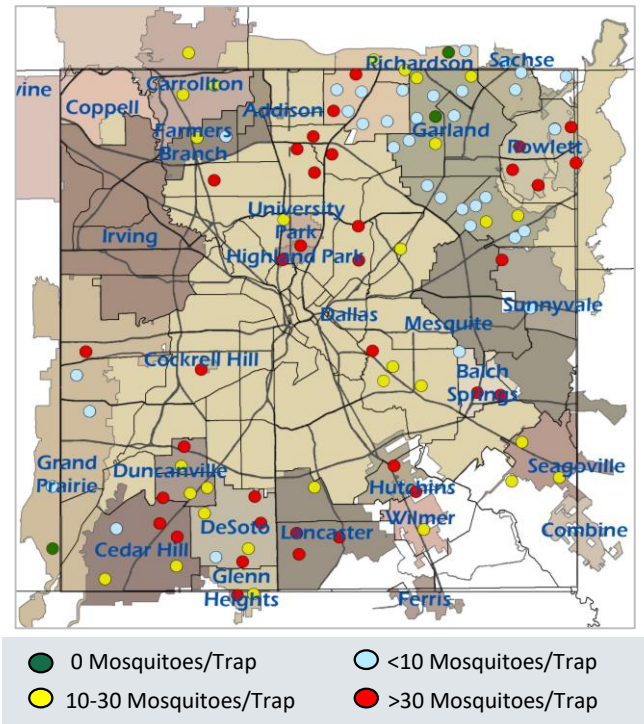 Richardson
Sachse
vine
Carrollton
Coppell
Addison
Garland
Farmers
Branch
Rowlett
University
Park
Irving
Highland Park
Sunnyvale
Dallas
Mesquite
Cockrell Hill
Balch
Springs
Grand
Prairie
Duncanville
Seagoville
Hutchins
Wilmer
DeSoto
Lancaster
Combine
Cedar Hill
Glenn
Heights
Ferris
0 Mosquitoes/Trap
<10 Mosquitoes/Trap
10-30 Mosquitoes/Trap
>30 Mosquitoes/Trap